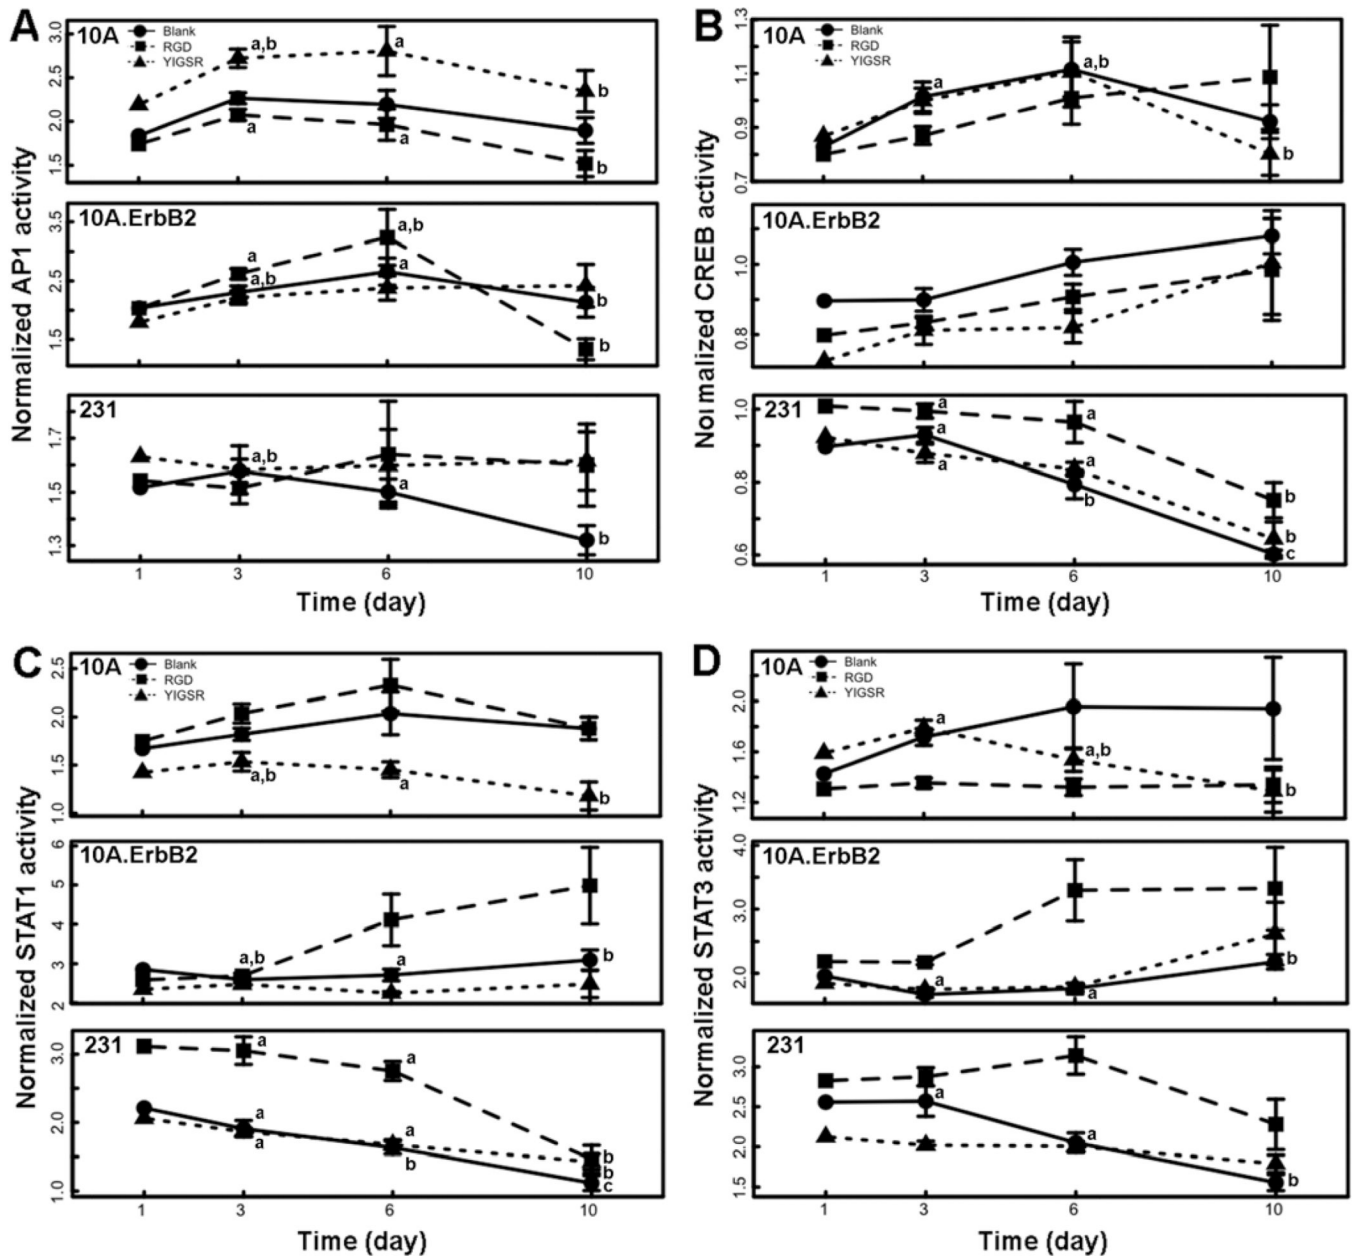 A
10A
Blank
RGD
YIGSR
3.0
2.5
2.0
1.5
a,b
a
b
a
a
b
10A.ErbB2
3.5
2.5
1.5
a
a,b
a,b
a
b
b
231
1.7
1.5
1.3
a,b
a
b
Normalized AP1 activity
1 3 6 10
Time (day)
B
10A
Blank
RGD
YIGSR
1.3
1.1
0.9
0.7
a
a,b
b
10A.ErbB2
1.0
0.8
231
1.0
0.8
0.6
a
a
a
a
a
b
b
b
c
Normalized CREB activity
1 3 6 10
Time (day)
C
10A
Blank
RGD
YIGSR
2.5
2.0
1.5
1.0
a,b
a
b
10A.ErbB2
6
5
4
3
2
a,b
a
b
231
3.0
2.0
1.0
a
a
a
a
b
b
b
c
Normalized STAT1 activity
1 3 6 10
Time (day)
D
10A
Blank
RGD
YIGSR
2.0
1.6
1.2
a
a,b
b
10A.ErbB2
4.0
3.0
2.0
a
a
b
231
3.0
2.5
2.0
1.5
a
a
b
Normalized STAT3 activity
1 3 6 10
Time (day)